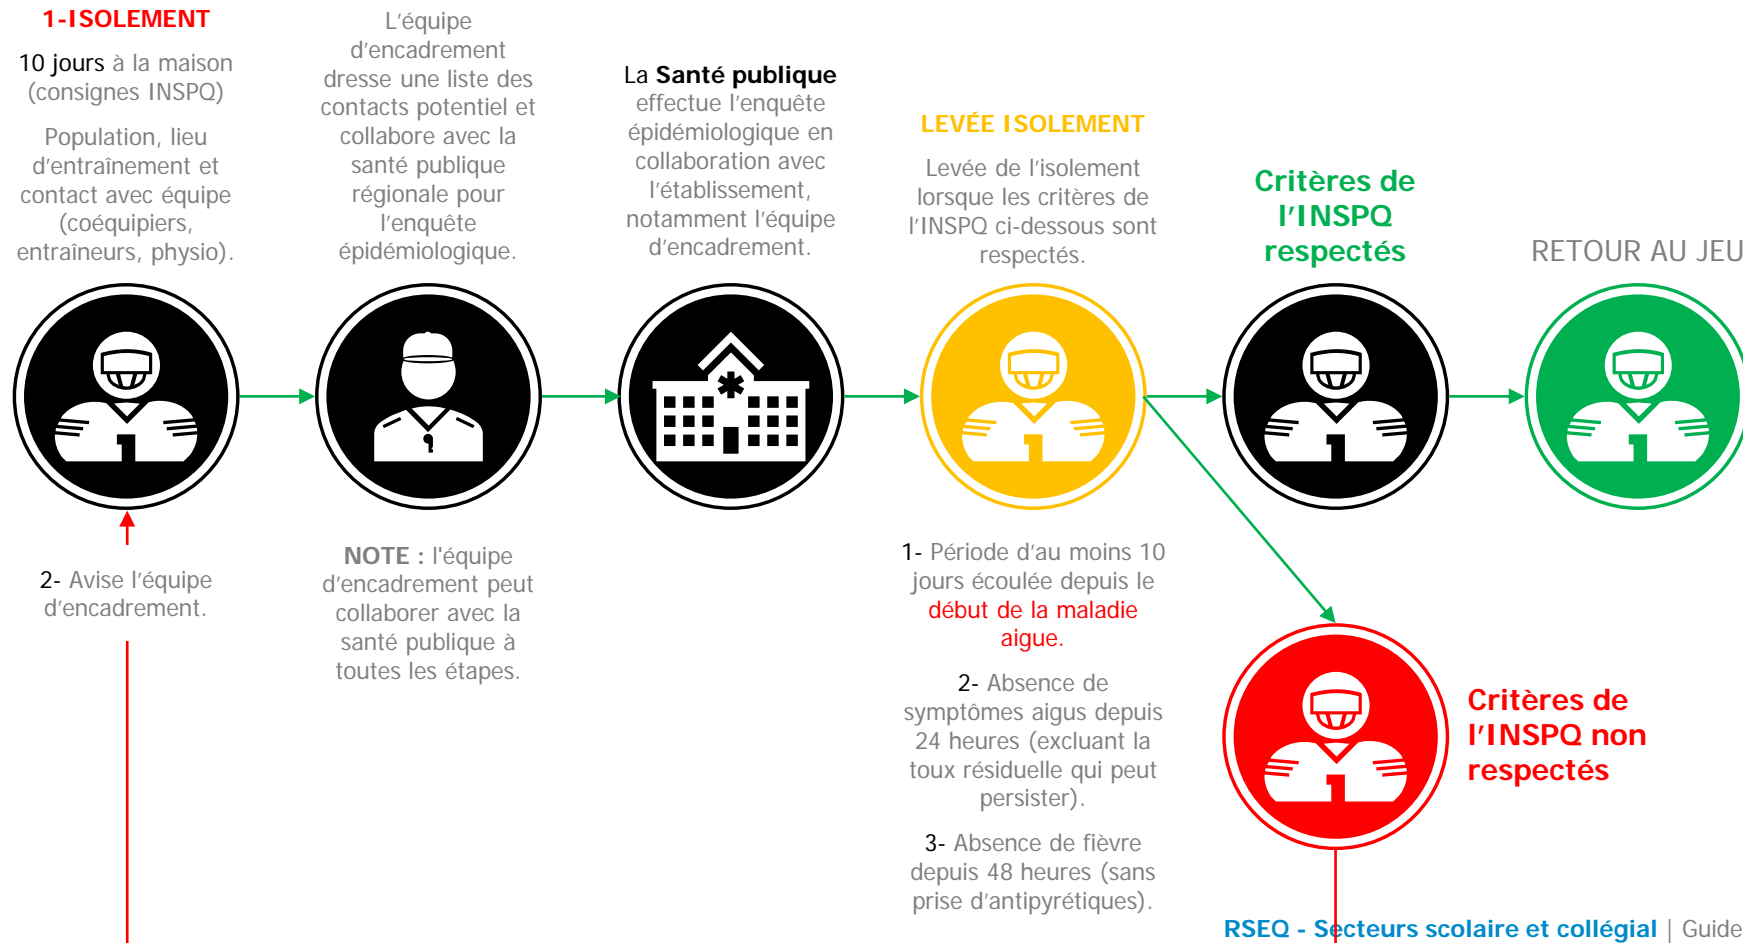 1-ISOLEMENT
10 jours à la maison
(consignes INSPQ)
Population, lieu
d'entraînement et
contact avec équipe
(coéquipiers,
entraîneurs, physio).
L'équipe
d'encadrement
dresse une liste des
contacts potentiel et
collabore avec la
santé publique
régionale pour
l'enquête
épidémiologique.
La Santé publique
effectue l'enquête
épidémiologique en
collaboration avec
l'établissement,
notamment l'équipe
d'encadrement.
LEVÉE ISOLEMENT
Levée de l'isolement
lorsque les critères de
l'INSPQ ci-dessous sont
respectés.
Critères de
l'INSPQ
respectés
RETOUR AU JEU
1
1
1
1
2- Avise l'équipe
d'encadrement.
NOTE : l'équipe
d'encadrement peut
collaborer avec la
santé publique à
toutes les étapes.
1- Période d'au moins 10
jours écoulée depuis le
début de la maladie
aigue.
2- Absence de
symptômes aigus depuis
24 heures (excluant la
toux résiduelle qui peut
persister).
3- Absence de fièvre
depuis 48 heures (sans
prise d'antipyrétiques).
1
Critères de
l'INSPQ non
respectés
RSEQ - Secteurs scolaire et collégial | Guide